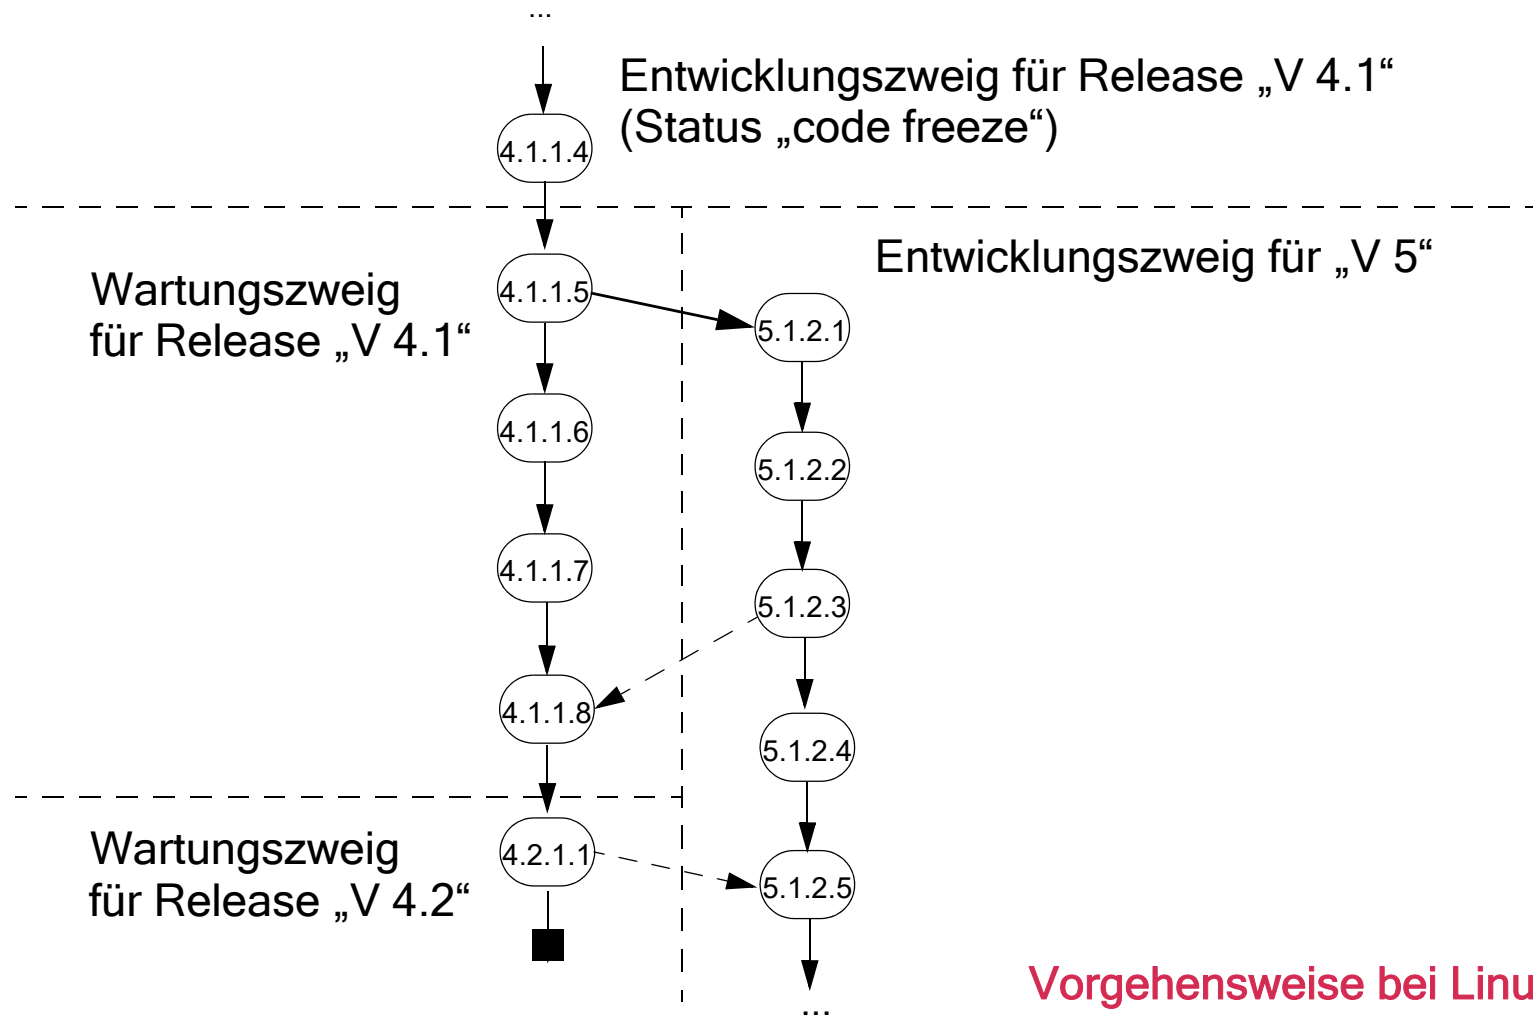 ...
Entwicklungszweig für Release „V 4.1“
(Status „code freeze“)
4.1.1.4
Entwicklungszweig für „V 5“
Wartungszweig
für Release „V 4.1“
4.1.1.5
5.1.2.1
4.1.1.6
5.1.2.2
4.1.1.7
5.1.2.3
4.1.1.8
5.1.2.4
Wartungszweig
für Release „V 4.2“
4.2.1.1
5.1.2.5
Vorgehensweise bei Linu
...